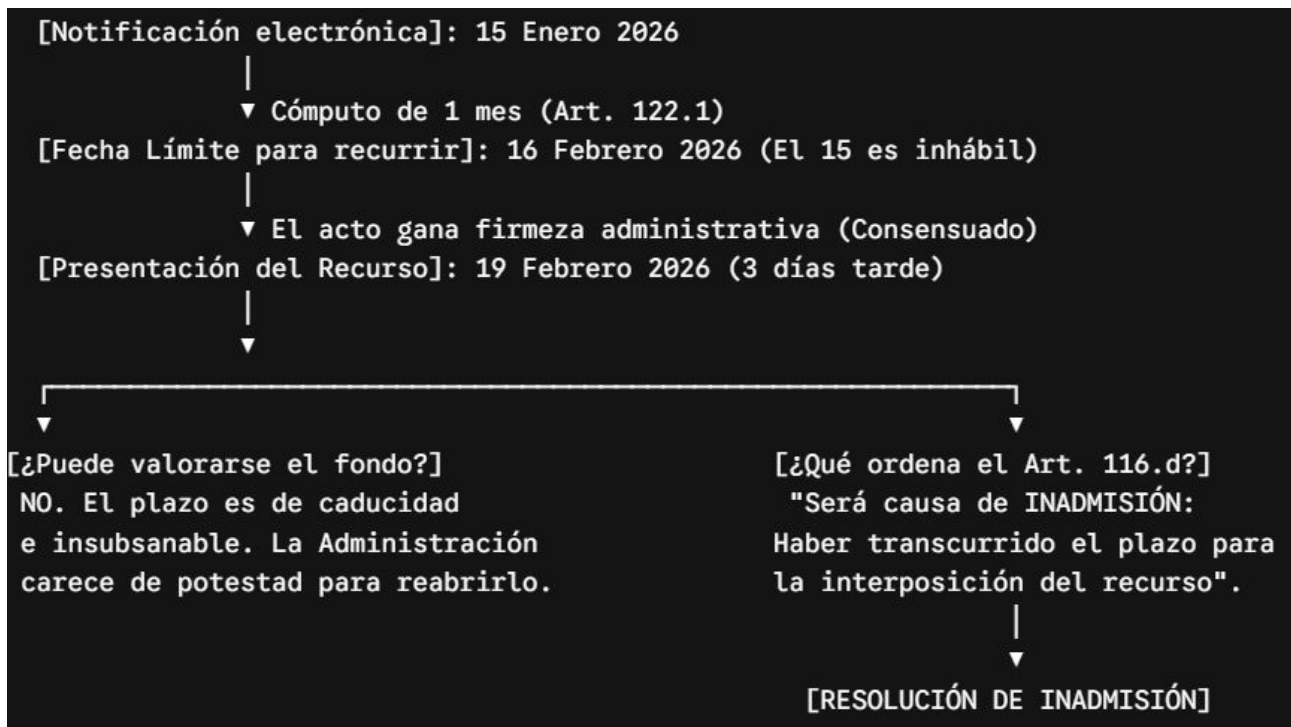 [Notificación electrónica]: 15 Enero 2026
▼ Cómputo de 1 mes (Art. 122.1)
[Fecha Límite para recurrir]: 16 Febrero 2026 (El 15 es inhábil)
▼ El acto gana firmeza administrativa (Consensuado)
[Presentación del Recurso]: 19 Febrero 2026 (3 días tarde)
[¿Puede valorarse el fondo?]
NO. El plazo es de caducidad
e insubsanable. La Administración
carece de potestad para reabrirlo.
[¿Qué ordena el Art. 116.d?]
"Será causa de INADMISIÓN:
Haber transcurrido el plazo para
la interposición del recurso".
[RESOLUCIÓN DE INADMISIÓN]